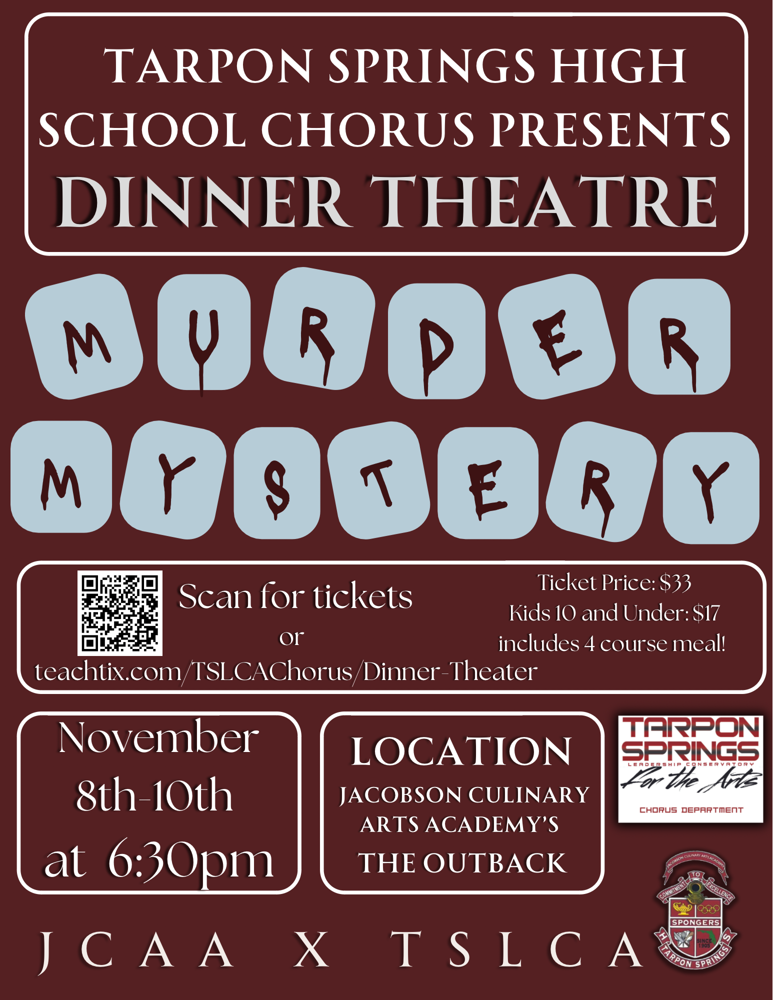 TARPON SPRINGS HIGH
SCHOOL CHORUS PRESENTS
DINNER THEATRE
MURDER
MYSTERY
Scan for tickets
or
teachtix.com/TSLCAChorus/Dinner-Theater
Ticket Price: $33
Kids 10 and Under: $17
includes 4 course meal!
November
8th-10th
at 6:30pm
LOCATION
JACOBSON CULINARY
ARTS ACADEMY'S
THE OUTBACK
TARPON
SPRINGS
LEADERSHIP CONSERVATORY
For the Arts
CHORUS DEPARTMENT
JACOBSON CULINARY ARTS ACADEMY
COMMITMENT TO EXCELLENCE
SPONGERS
SINCE
1905
TARPON SPRINGS
H S
JCAA X TSLCA